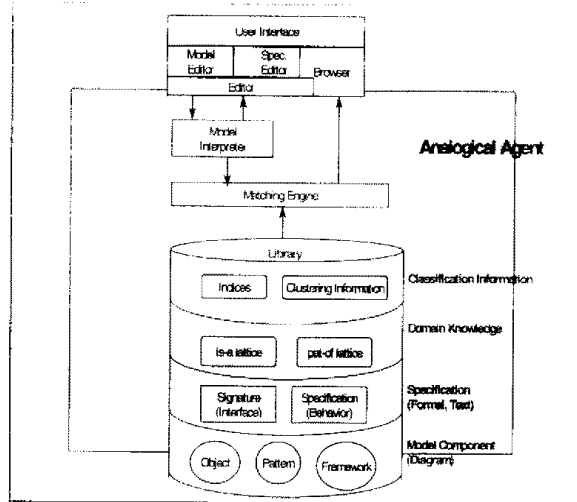 User Interface
Model
Editor
Spec.
Editor
Browser
Editor
Model
Interpreter
Analogical Agent
Matching Engine
Library
Indices
Clustering Information
Classification Information
is-a lattice
pat-of lattice
Domain Knowledge
Signature
(Interface)
Specification
(Behavior)
Specification
(Formal, Text)
Object
Pattern
Framework
Model Component
(Diagram)